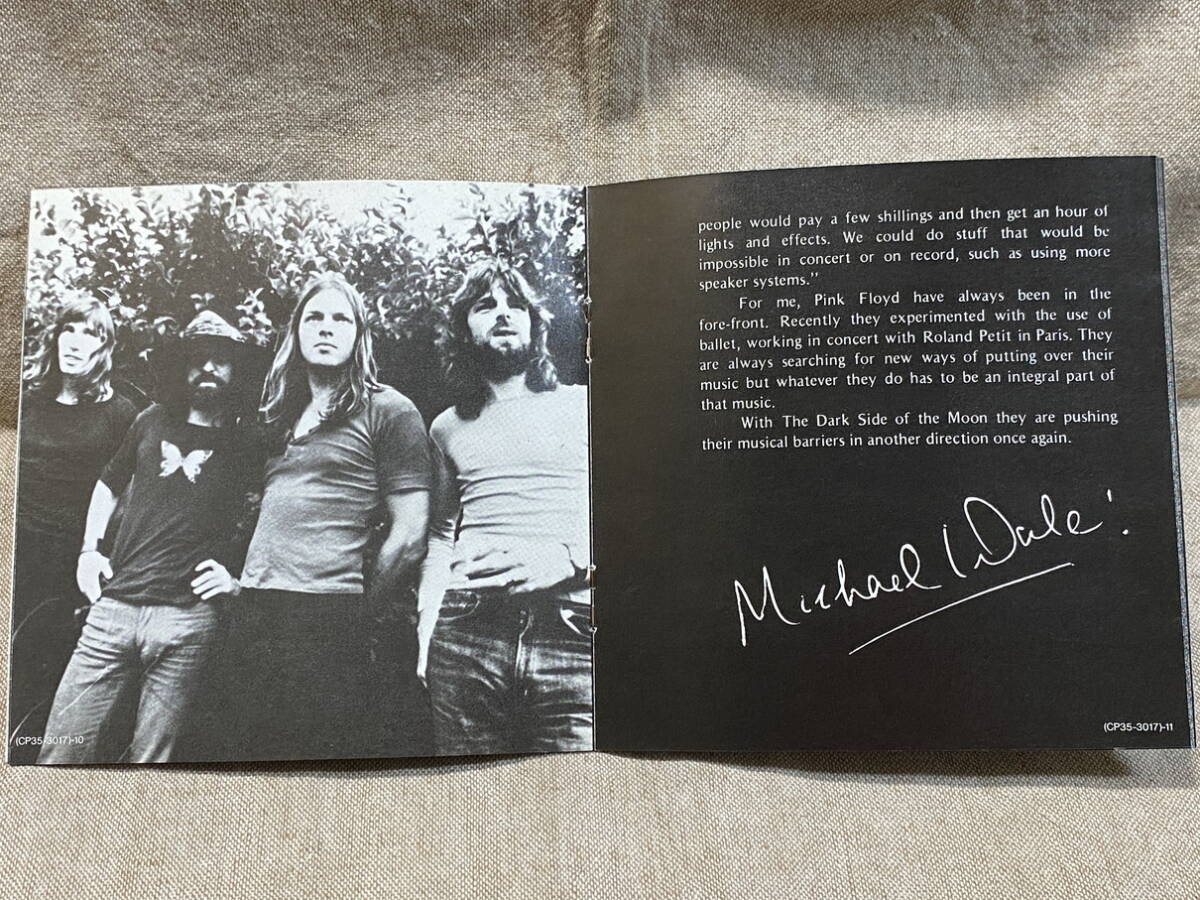 people would pay a few shillings and then get an hour of
lights and effects. We could do stuff that would be
impossible in concert or on record, such as using more
speaker systems."
For me, Pink Floyd have always been in the
fore-front. Recently they experimented with the use of
ballet, working in concert with Roland Petit in Paris. They
are always searching for new ways of putting over their
music but whatever they do has to be an integral part of
that music.
With The Dark Side of the Moon they are pushing
their musical barriers in another direction once again.
Michael Wale!
(CP35-3017)-10
(CP35-3017)-11